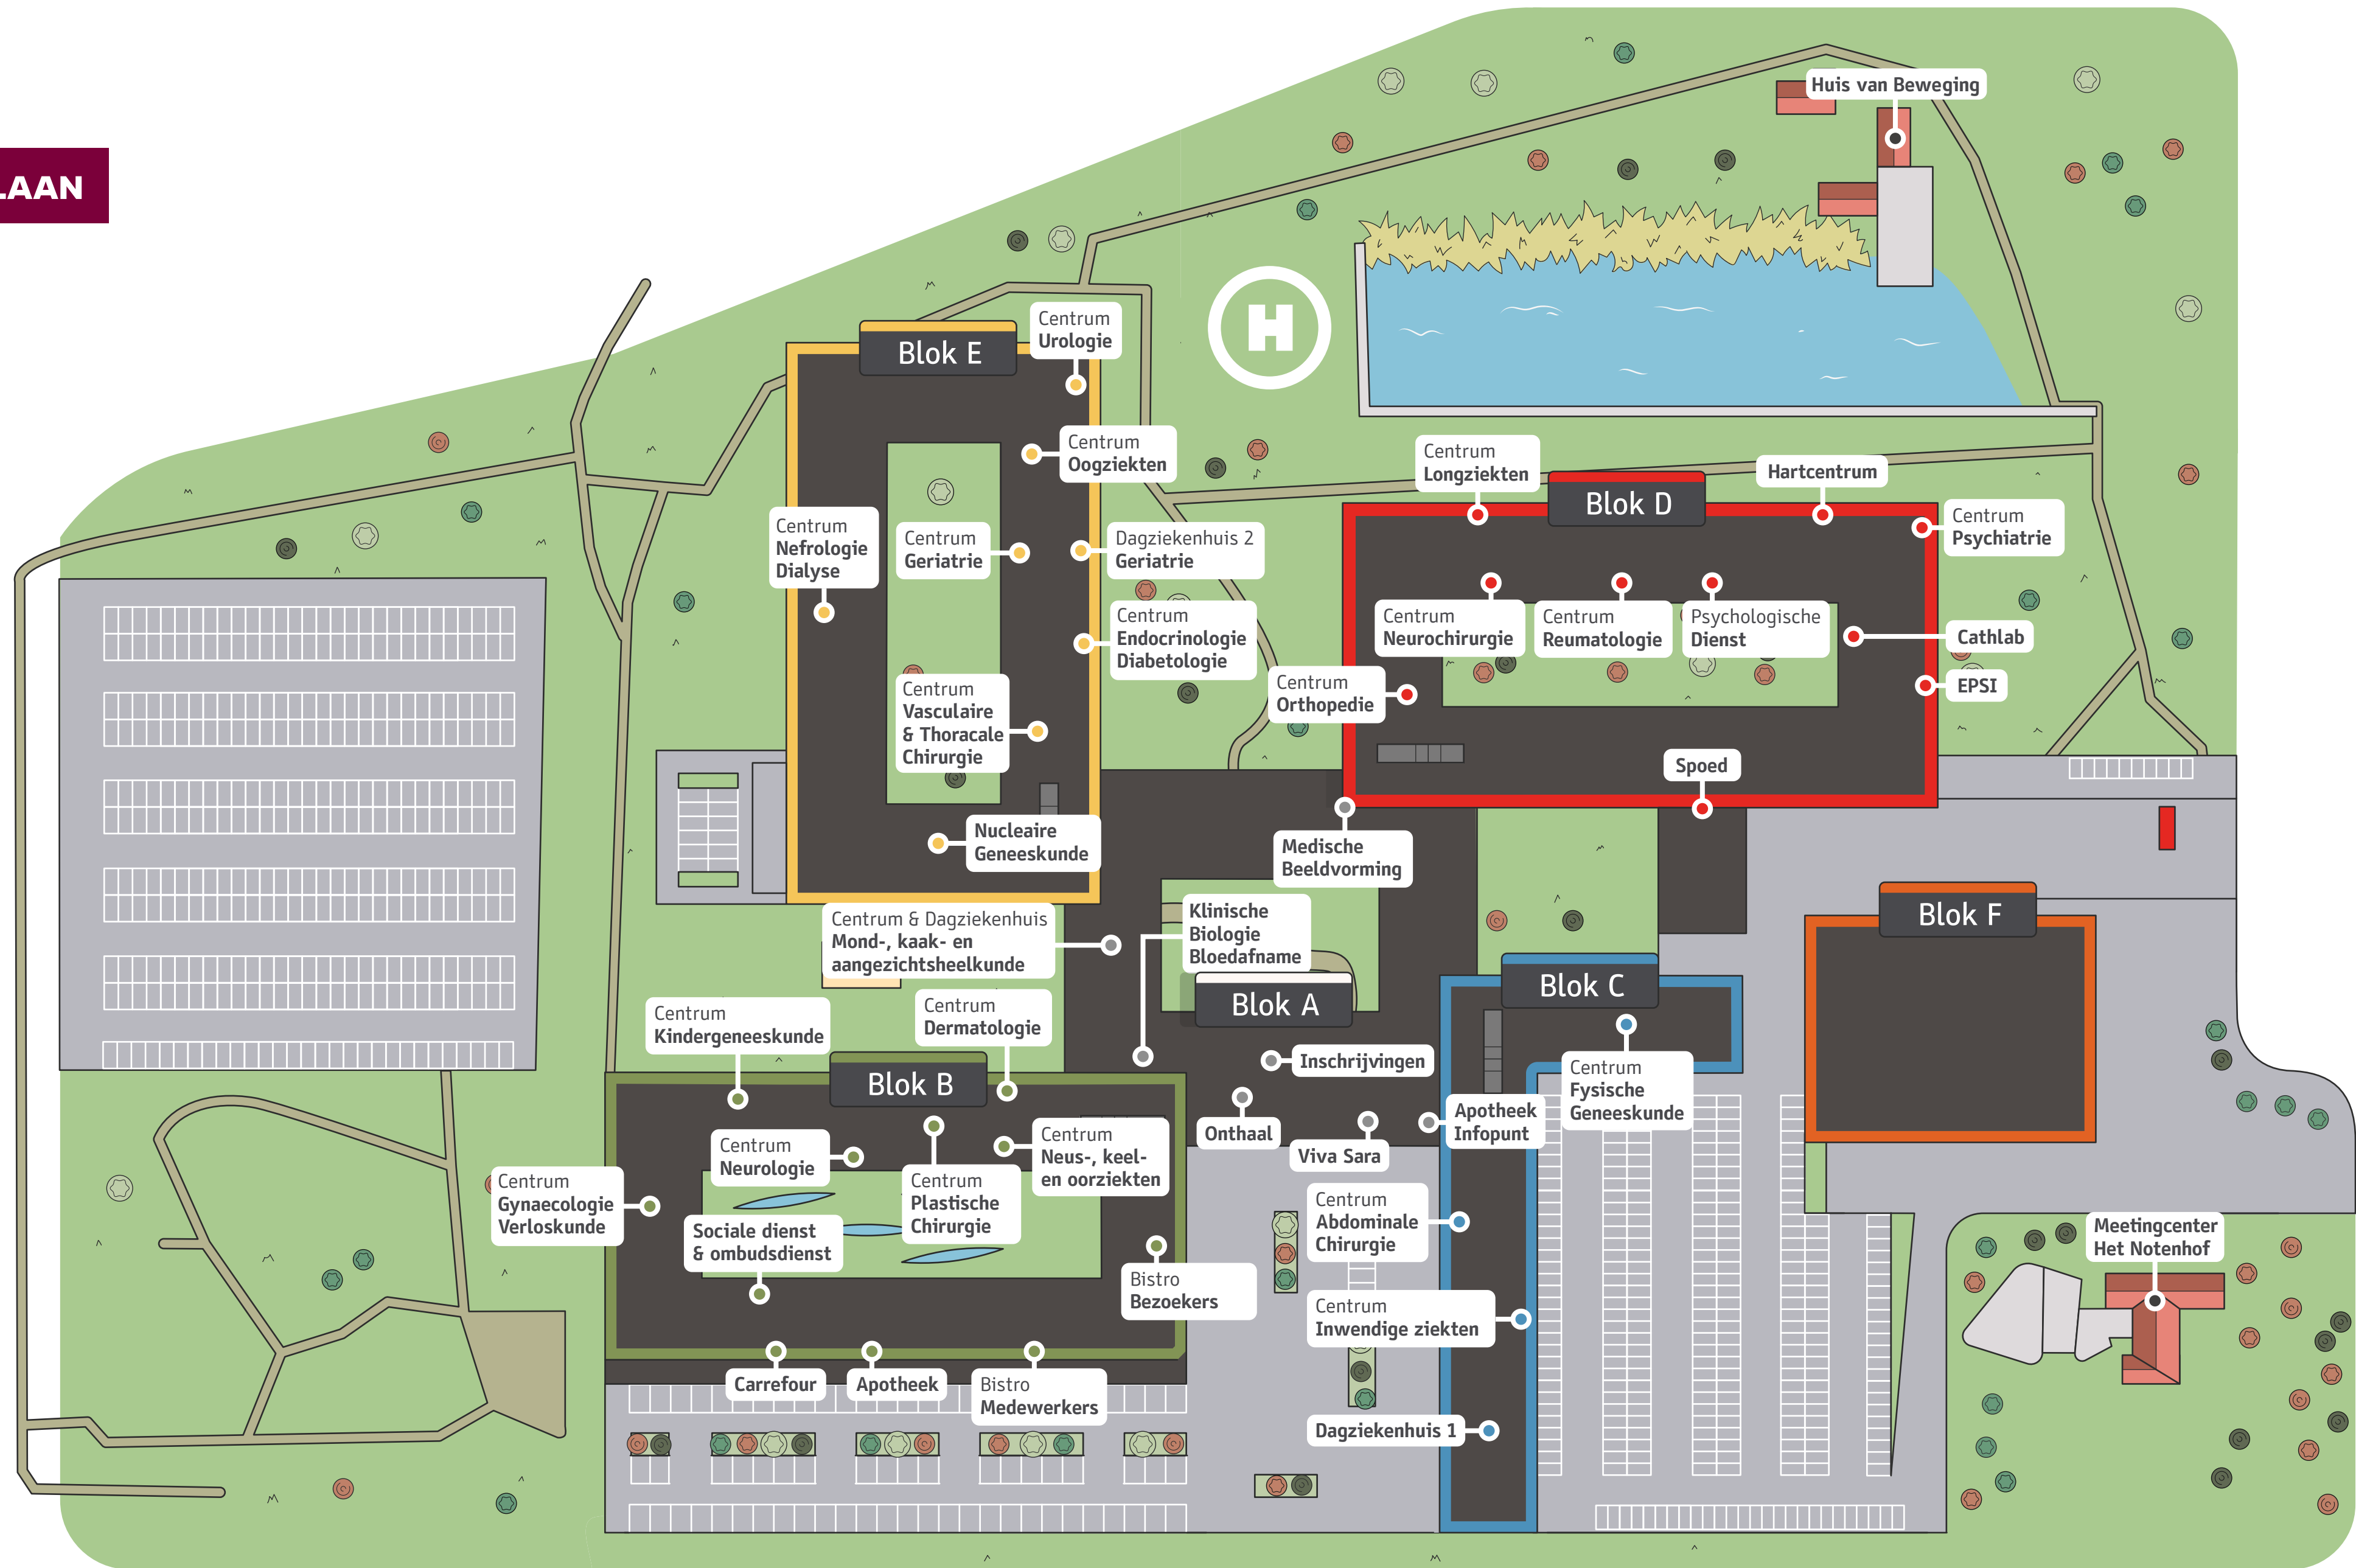 LAAN
Huis van Beweging
H
Blok E
Centrum
Urologie
Centrum
Oogziekten
Centrum
Nefrologie
Dialyse
Centrum
Geriatrie
Dagziekenhuis 2
Geriatrie
Centrum
Endocrinologie
Diabetologie
Centrum
Vasculaire
& Thoracale
Chirurgie
Nucleaire
Geneeskunde
Centrum
Longziekten
Blok D
Hartcentrum
Centrum
Psychiatrie
Centrum
Neurochirurgie
Centrum
Reumatologie
Psychologische
Dienst
Cathlab
EPSI
Centrum
Orthopedie
Spoed
Medische
Beeldvorming
Centrum & Dagziekenhuis
Mond-, kaak- en
aangezichtsheelkunde
Klinische
Biologie
Bloedafname
Blok A
Inschrijvingen
Onthaal
Viva Sara
Apotheek
Infopunt
Blok C
Centrum
Fysische
Geneeskunde
Centrum
Abdominale
Chirurgie
Centrum
Inwendige ziekten
Dagziekenhuis 1
Blok F
Centrum
Kindergeneeskunde
Centrum
Dermatologie
Blok B
Centrum
Neurologie
Centrum
Neus-, keel-
en oorziekten
Centrum
Gynaecologie
Verloskunde
Centrum
Plastische
Chirurgie
Sociale dienst
& ombudsdienst
Bistro
Bezoekers
Carrefour
Apotheek
Bistro
Medewerkers
Meetingcenter
Het Notenhof